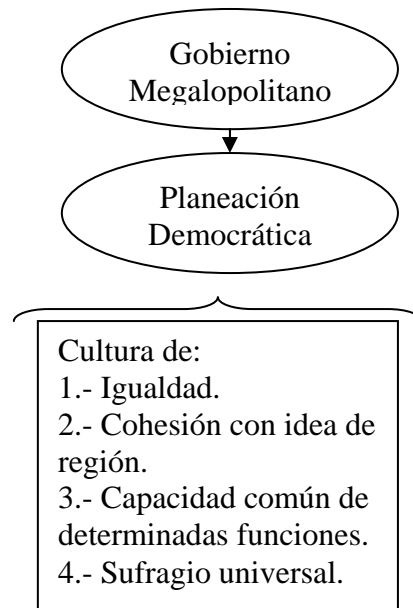 Gobierno
Megalopolitano
Planeación
Democrática
Cultura de:
1.- Igualdad.
2.- Cohesión con idea de
región.
3.- Capacidad común de
determinadas funciones.
4.- Sufragio universal.